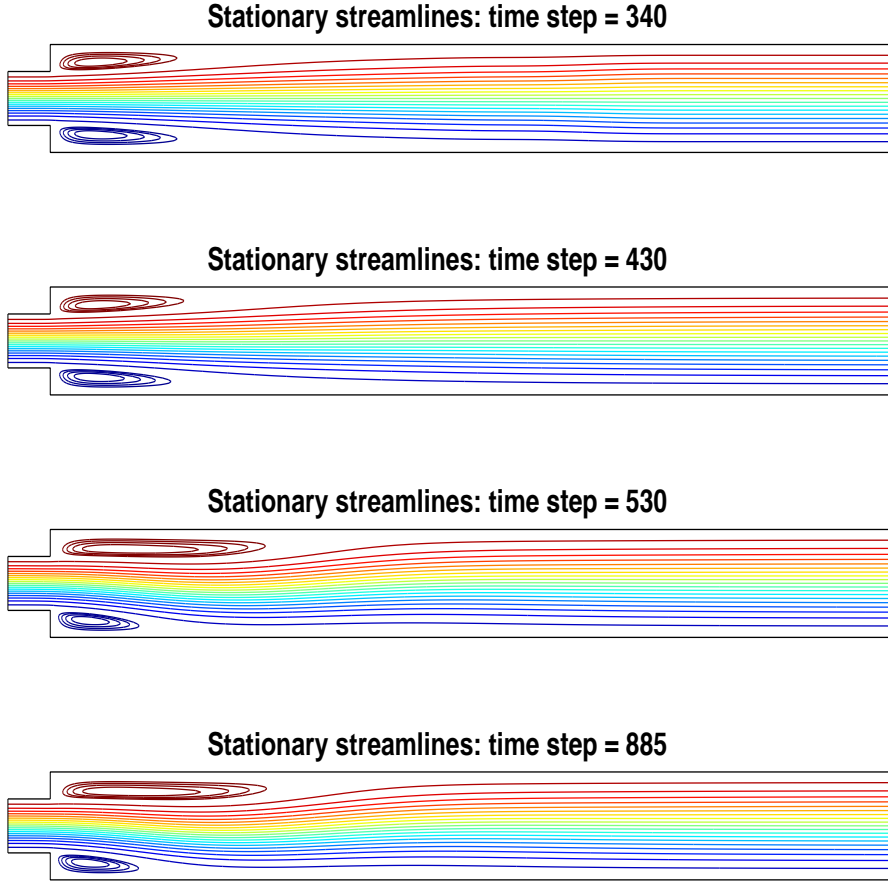 Stationary streamlines: time step = 340
Stationary streamlines: time step = 430
Stationary streamlines: time step = 530
Stationary streamlines: time step = 885